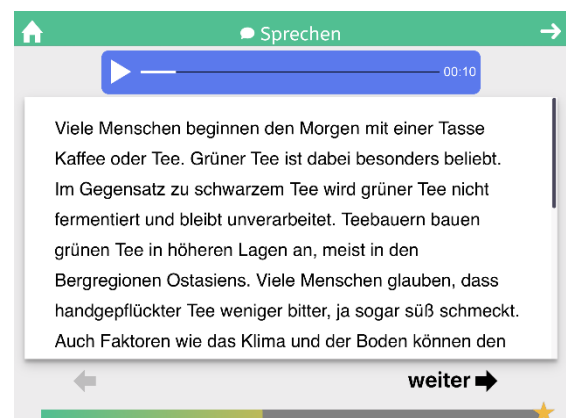 Sprechen
00:10
Viele Menschen beginnen den Morgen mit einer Tasse
Kaffee oder Tee. Grüner Tee ist dabei besonders beliebt.
Im Gegensatz zu schwarzem Tee wird grüner Tee nicht
fermentiert und bleibt unverarbeitet. Teebauern bauen
grünen Tee in höheren Lagen an, meist in den
Bergregionen Ostasiens. Viele Menschen glauben, dass
handgepflückter Tee weniger bitter, ja sogar süß schmeckt.
Auch Faktoren wie das Klima und der Boden können den
weiter